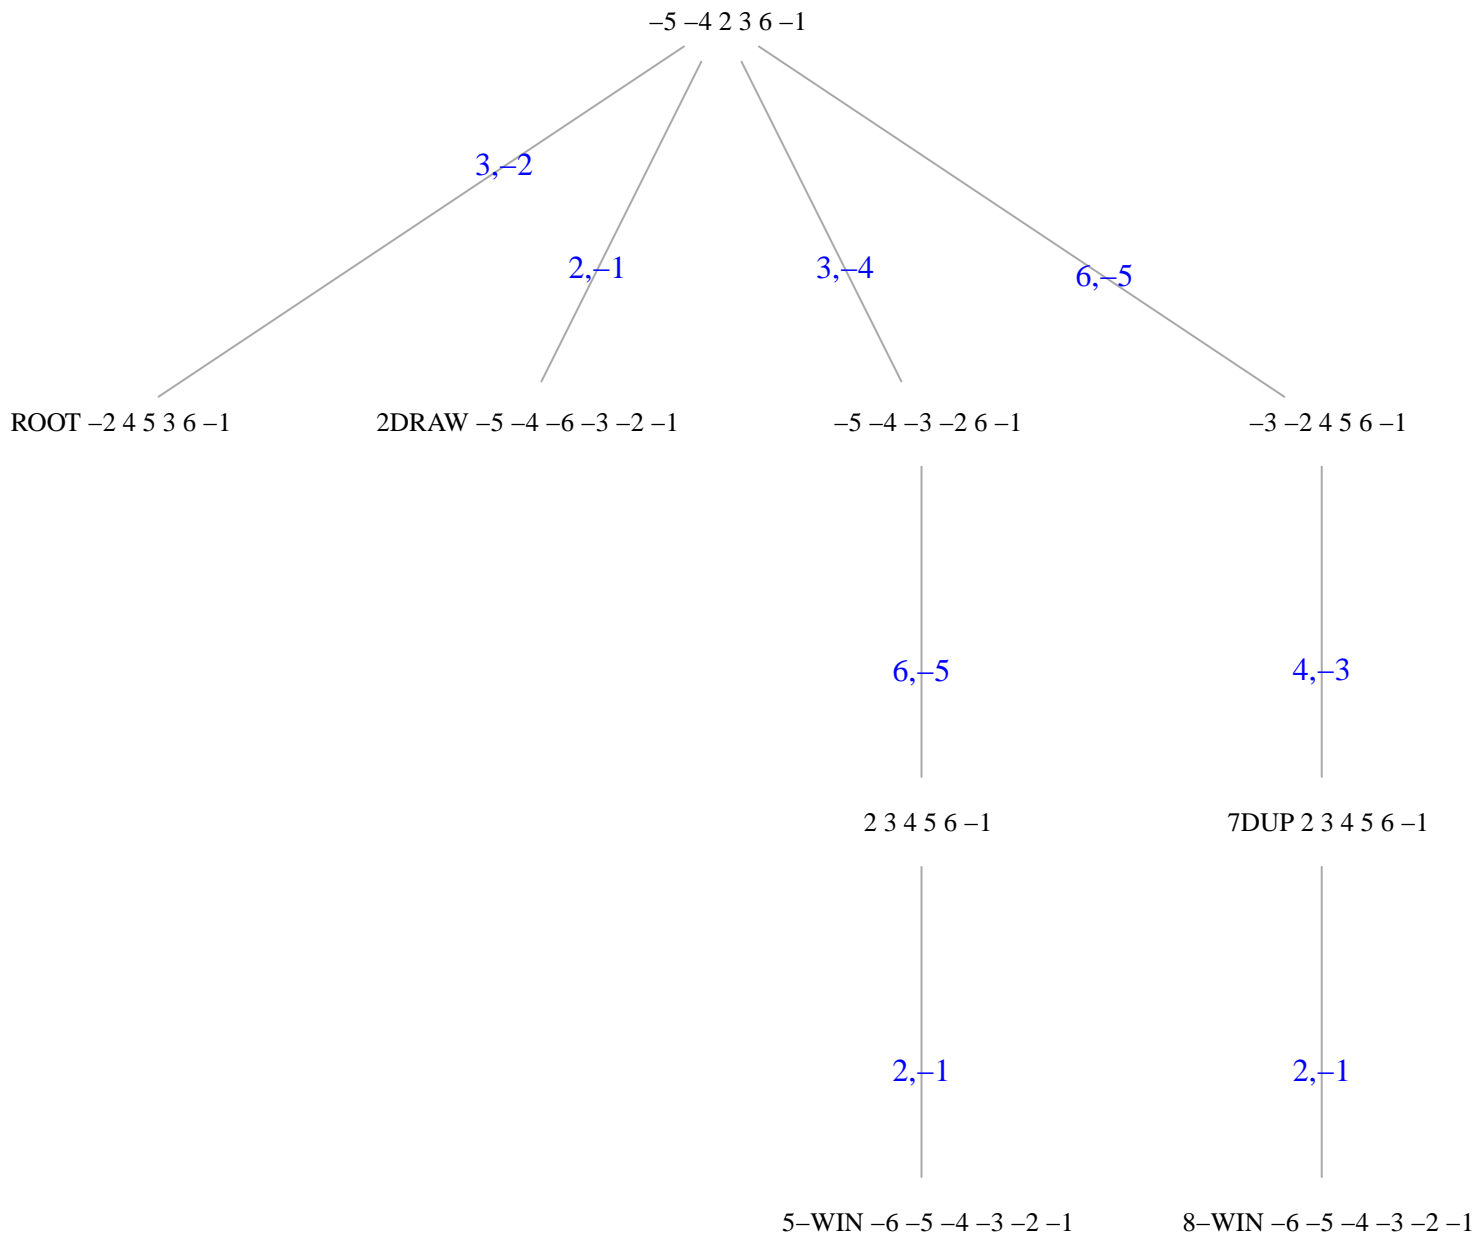 –5 –4 2 3 6 –1
3,–2
2,–1
3,–4
6,–5
ROOT –2 4 5 3 6 –1
2DRAW –5 –4 –6 –3 –2 –1
–5 –4 –3 –2 6 –1
–3 –2 4 5 6 –1
6,–5
4,–3
2 3 4 5 6 –1
7DUP 2 3 4 5 6 –1
2,–1
2,–1
5–WIN –6 –5 –4 –3 –2 –1
8–WIN –6 –5 –4 –3 –2 –1